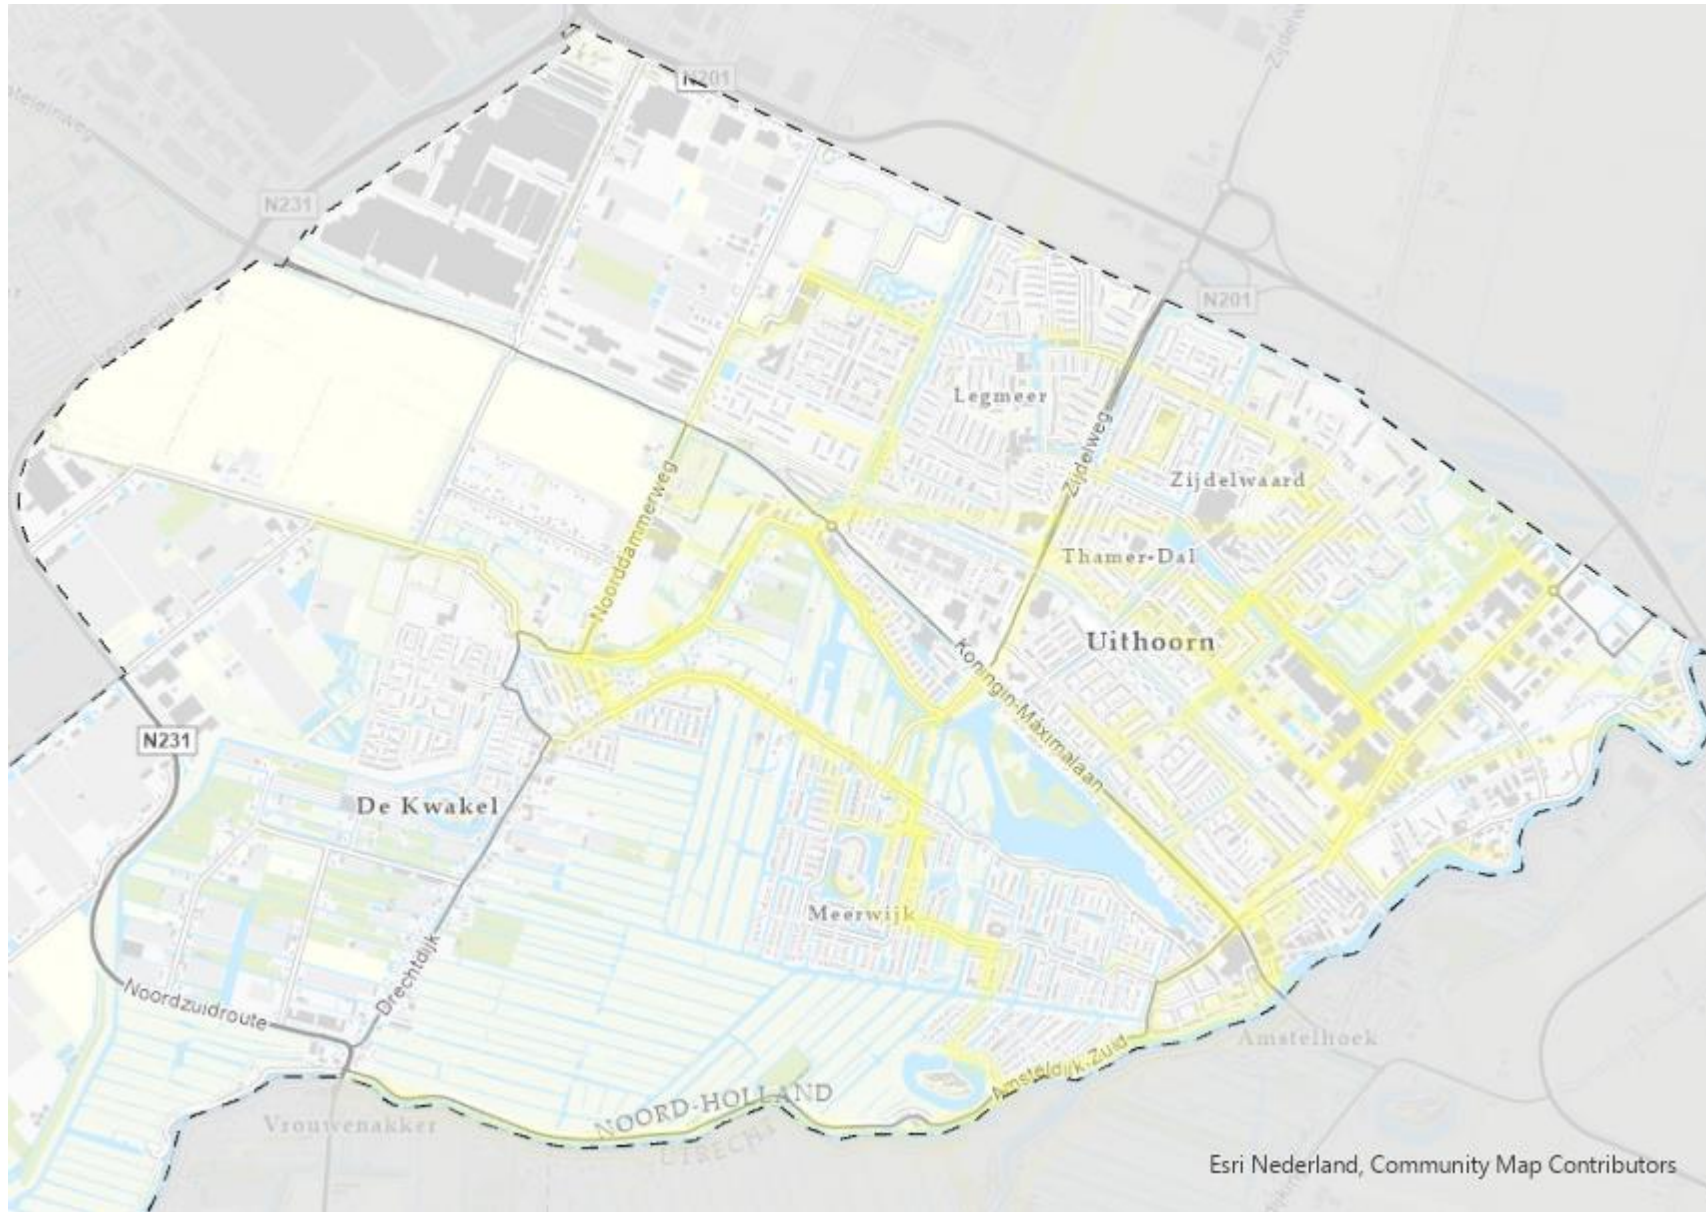 N201
Zijdelw
N231
N201
Legmeer
Zijdelweg
Zijdelwaard
Noorddammerweg
Thamer-Dal
Uithoorn
Koningin-Maximalaan
N231
De Kwakel
Meerwijk
Drechtdijk
Noordzuidroute
Amsteldijk-Zuid
Amstelhoek
NOORD-HOLLAND
Vrouwenakker
UTRECHT
Esri Nederland, Community Map Contributors